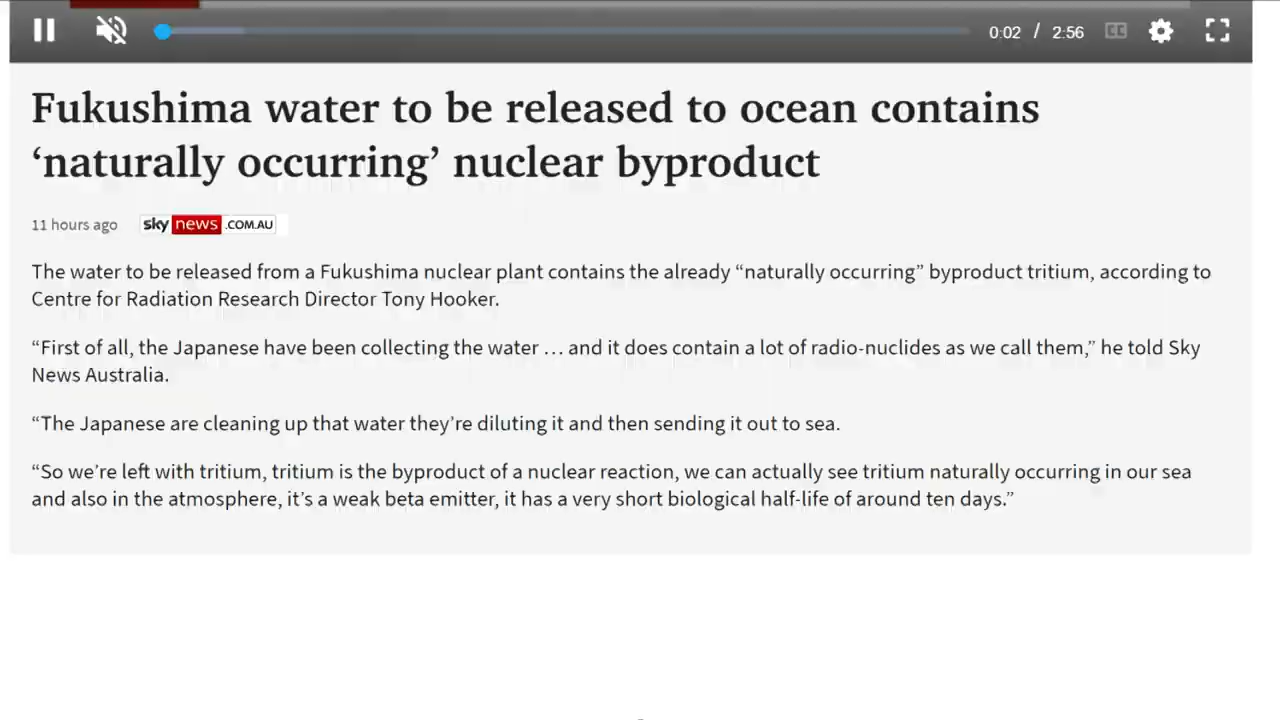 0:02 / 2:56 CC
Fukushima water to be released to ocean contains
‘naturally occurring’ nuclear byproduct
11 hours ago sky news .COM.AU
The water to be released from a Fukushima nuclear plant contains the already “naturally occurring” byproduct tritium, according to
Centre for Radiation Research Director Tony Hooker.
“First of all, the Japanese have been collecting the water … and it does contain a lot of radio-nuclides as we call them,” he told Sky
News Australia.
“The Japanese are cleaning up that water they’re diluting it and then sending it out to sea.
“So we’re left with tritium, tritium is the byproduct of a nuclear reaction, we can actually see tritium naturally occurring in our sea
and also in the atmosphere, it’s a weak beta emitter, it has a very short biological half-life of around ten days.”